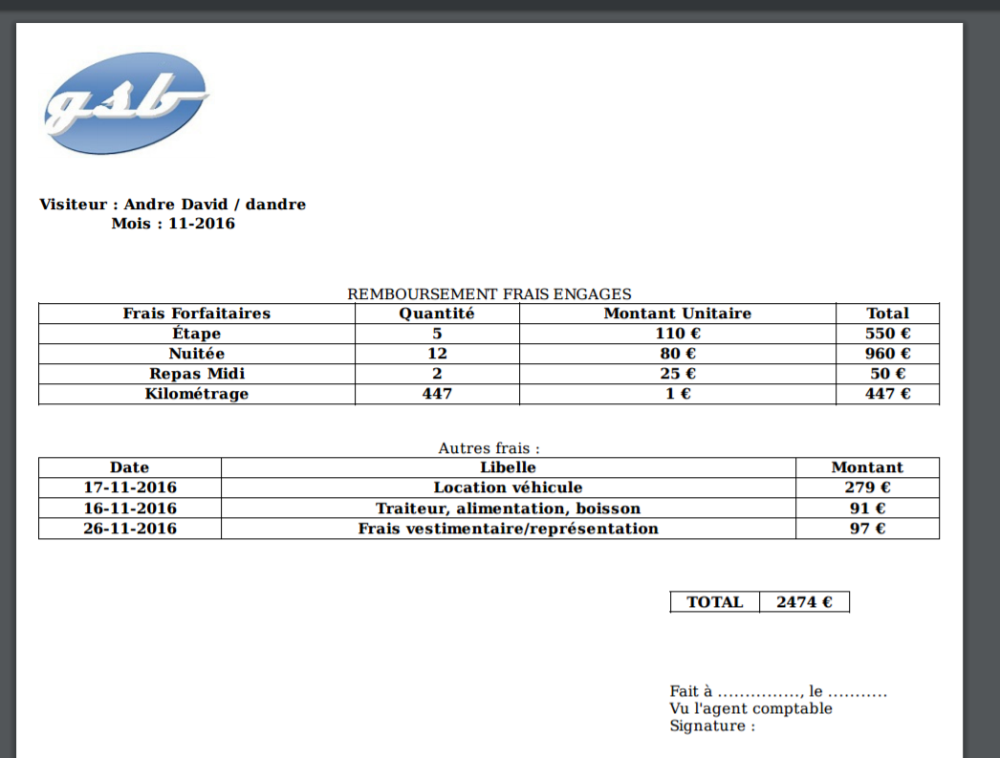 gsb
Visiteur : Andre David / dandre
Mois : 11-2016
REMBOURSEMENT FRAIS ENGAGES
Frais Forfaitaires Quantité Montant Unitaire Total
Étape 5 110 € 550 €
Nuitée 12 80 € 960 €
Repas Midi 2 25 € 50 €
Kilométrage 447 1 € 447 €
Autres frais :
Date Libelle Montant
17-11-2016 Location véhicule 279 €
16-11-2016 Traiteur, alimentation, boisson 91 €
26-11-2016 Frais vestimentaire/représentation 97 €
TOTAL 2474 €
Fait à ..............., le ...........
Vu l'agent comptable
Signature :